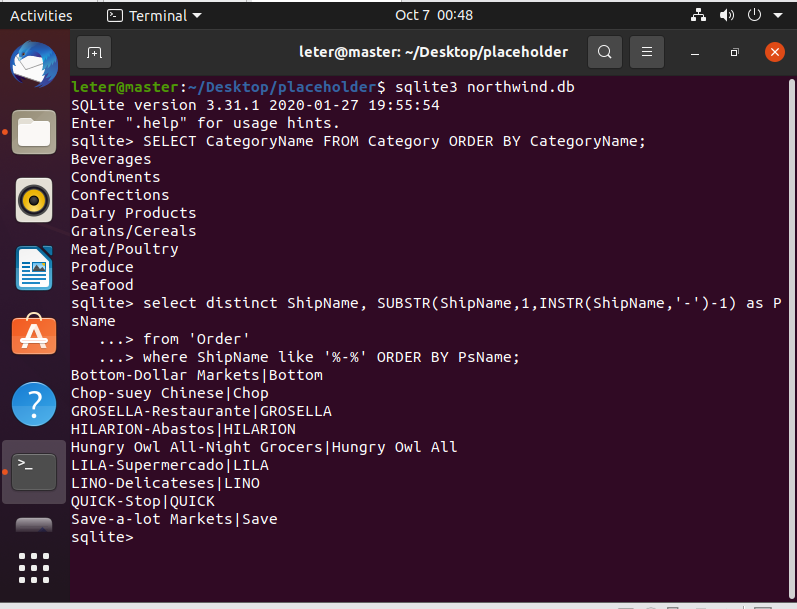 Activities
Terminal
Oct 7 00:48
leter@master: ~/Desktop/placeholder
leter@master:~/Desktop/placeholder$ sqlite3 northwind.db
SQLite version 3.31.1 2020-01-27 19:55:54
Enter ".help" for usage hints.
sqlite> SELECT CategoryName FROM Category ORDER BY CategoryName;
Beverages
Condiments
Confections
Dairy Products
Grains/Cereals
Meat/Poultry
Produce
Seafood
sqlite> select distinct ShipName, SUBSTR(ShipName,1,INSTR(ShipName,'-')-1) as P
sName
   ...> from 'Order'
   ...> where ShipName like '%-%' ORDER BY PsName;
Bottom-Dollar Markets|Bottom
Chop-suey Chinese|Chop
GROSELLA-Restaurante|GROSELLA
HILARION-Abastos|HILARION
Hungry Owl All-Night Grocers|Hungry Owl All
LILA-Supermercado|LILA
LINO-Delicateses|LINO
QUICK-Stop|QUICK
Save-a-lot Markets|Save
sqlite>